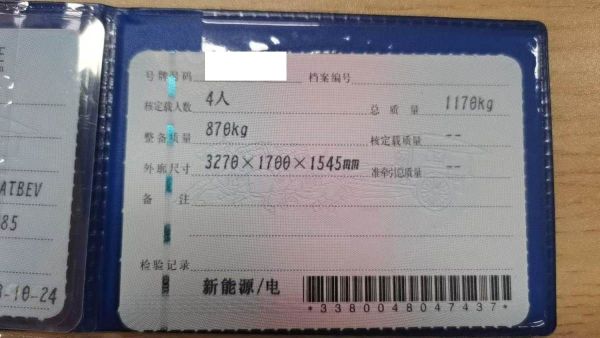 证
ATBEV
85
-10-24
号牌号码 档案编号
核定载人数 4人 总质量 1170kg
整备质量 870kg 核定载质量 --
外廓尺寸 3270×1700×1545mm 准牵引总质量 --
备注
检验记录
新能源/电
*3380048047437*